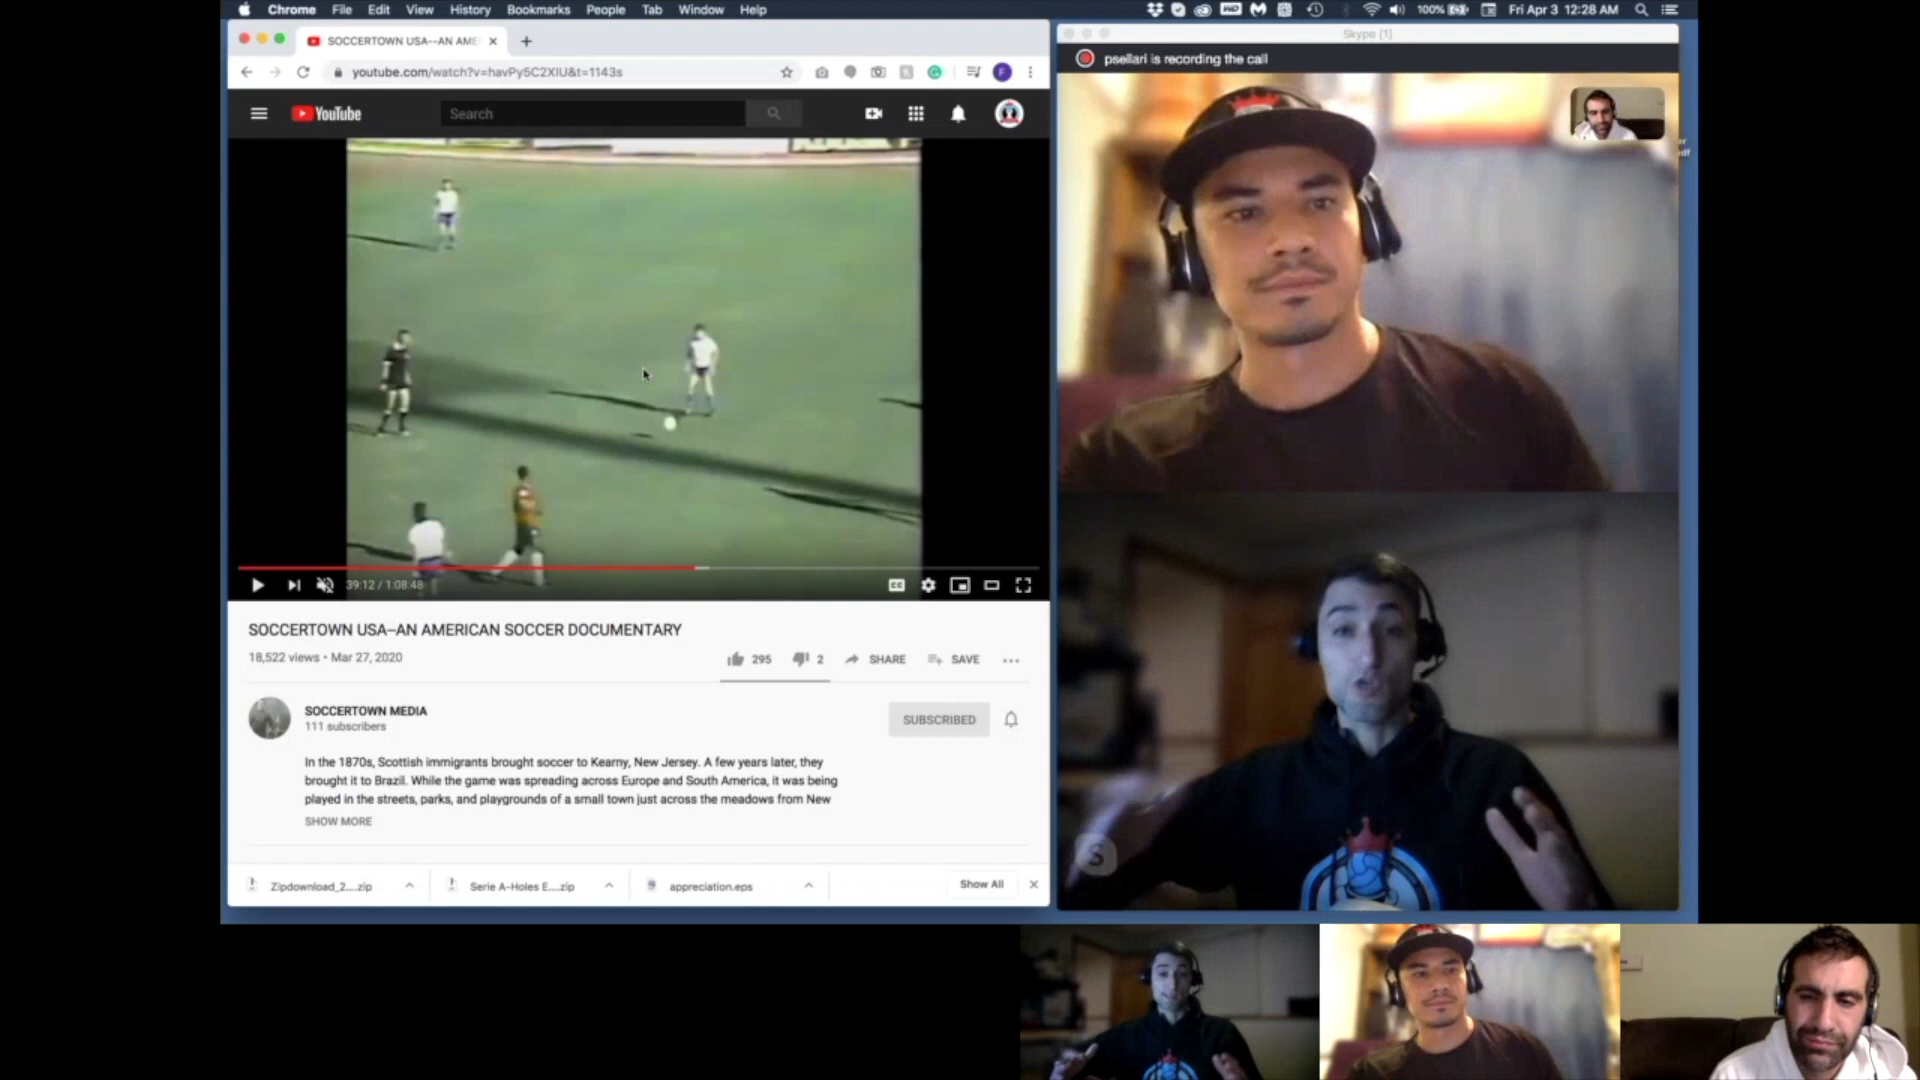 Chrome File Edit View History Bookmarks People Tab Window Help
100% Fri Apr 3 12:28 AM
SOCCERTOWN USA--AN AME
Skype [1]
youtube.com/watch?v=havPy5C2XIU&t=1143s
psellari is recording the call
YouTube
Search
39:12 / 1:08:48
CC
SOCCERTOWN USA--AN AMERICAN SOCCER DOCUMENTARY
18,522 views • Mar 27, 2020
295 2 SHARE SAVE
SOCCERTOWN MEDIA
111 subscribers
SUBSCRIBED
In the 1870s, Scottish immigrants brought soccer to Kearny, New Jersey. A few years later, they
brought it to Brazil. While the game was spreading across Europe and South America, it was being
played in the streets, parks, and playgrounds of a small town just across the meadows from New
SHOW MORE
Zipdownload_2....zip Serie A-Holes E....zip appreciation.eps Show All